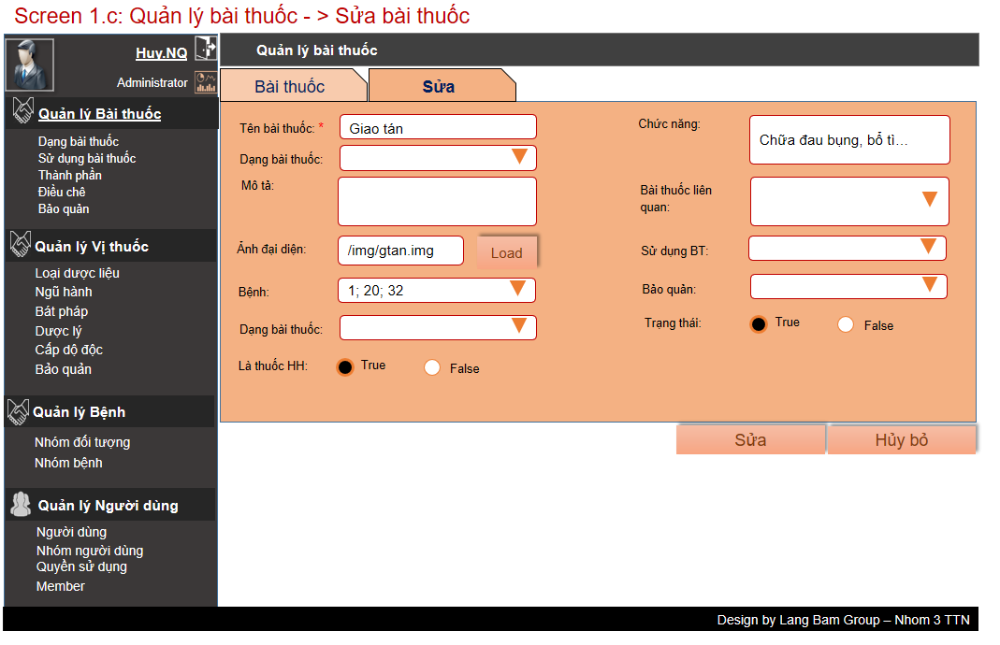 Screen 1.c: Quản lý bài thuốc - > Sửa bài thuốc
Huy.NQ
Administrator
Quản lý Bài thuốc
Dạng bài thuốc
Sử dụng bài thuốc
Thành phần
Điều chê
Bảo quản
Quản lý Vị thuốc
Loại dược liệu
Ngũ hành
Bát pháp
Dược lý
Cấp dộ độc
Bảo quản
Quản lý Bệnh
Nhóm đối tượng
Nhóm bệnh
Quản lý Người dùng
Người dùng
Nhóm người dùng
Quyền sử dụng
Member
Quản lý bài thuốc
Bài thuốc
Sửa
Tên bài thuốc: *
Giao tán
Dạng bài thuốc:
Mô tả:
Ảnh đại diện:
/img/gtan.img
Load
Bệnh:
1; 20; 32
Dạng bài thuốc:
Là thuốc HH:
True
False
Chức năng:
Chữa đau bụng, bổ tì…
Bài thuốc liên
quan:
Sử dụng BT:
Bảo quản:
Trạng thái:
True
False
Sửa
Hủy bỏ
Design by Lang Bam Group – Nhom 3 TTN